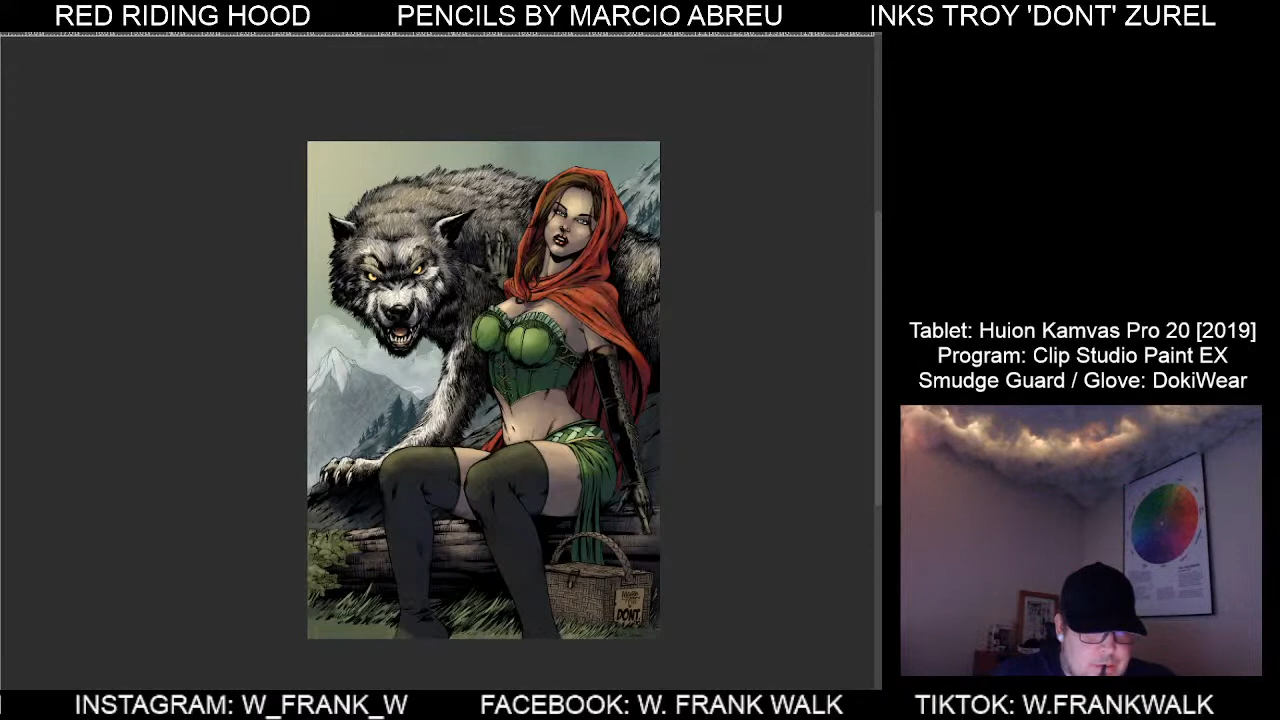 RED RIDING HOOD
PENCILS BY MARCIO ABREU
INKS TROY 'DONT' ZUREL
Tablet: Huion Kamvas Pro 20 [2019]
Program: Clip Studio Paint EX
Smudge Guard / Glove: DokiWear
DONT
INSTAGRAM: W_FRANK_W
FACEBOOK: W. FRANK WALK
TIKTOK: W.FRANKWALK